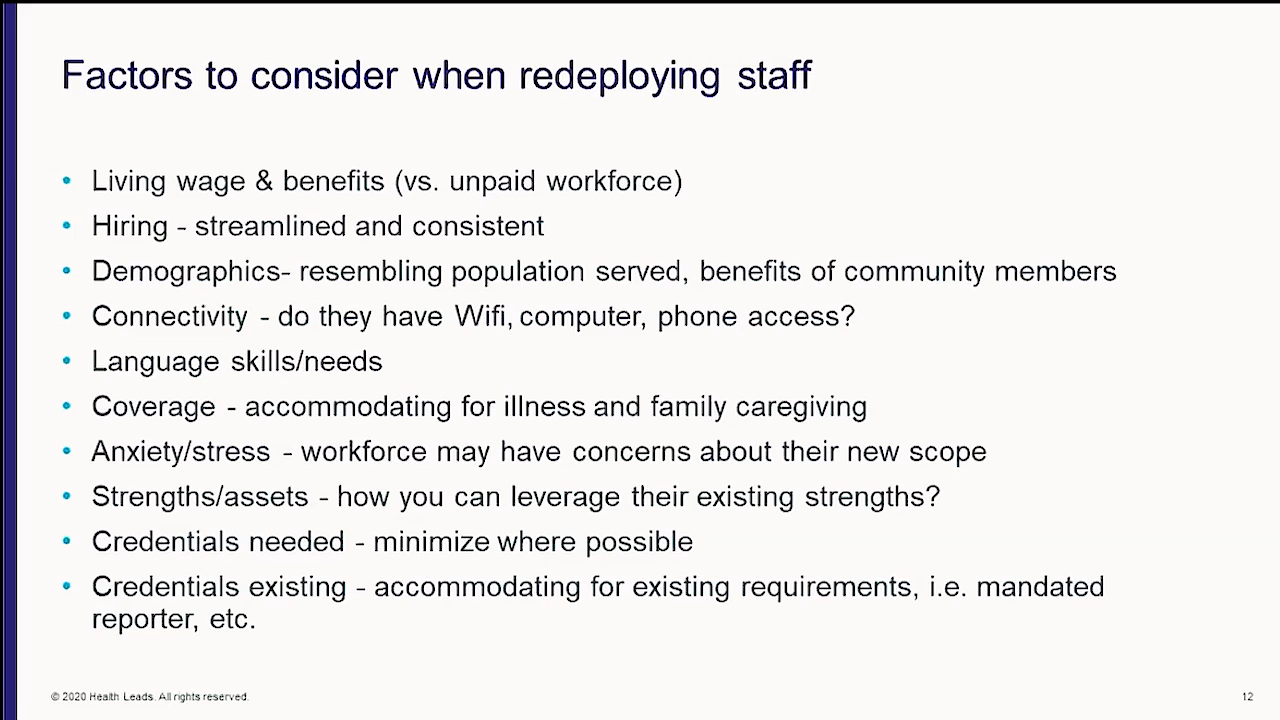 Factors to consider when redeploying staff
• Living wage & benefits (vs. unpaid workforce)
• Hiring - streamlined and consistent
• Demographics- resembling population served, benefits of community members
• Connectivity - do they have Wifi, computer, phone access?
• Language skills/needs
• Coverage - accommodating for illness and family caregiving
• Anxiety/stress - workforce may have concerns about their new scope
• Strengths/assets - how you can leverage their existing strengths?
• Credentials needed - minimize where possible
• Credentials existing - accommodating for existing requirements, i.e. mandated
reporter, etc.
© 2020 Health Leads. All rights reserved.
12